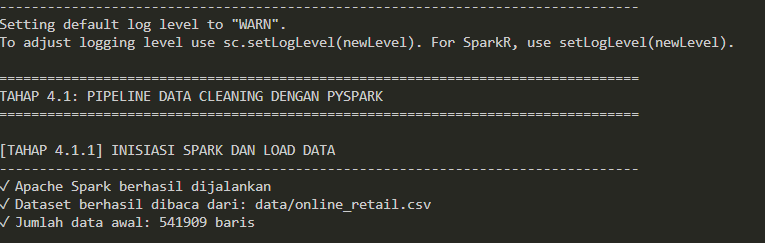 --------------------------------------------------------------------------------
Setting default log level to "WARN".
To adjust logging level use sc.setLogLevel(newLevel). For SparkR, use setLogLevel(newLevel).
================================================================================
TAHAP 4.1: PIPELINE DATA CLEANING DENGAN PYSPARK
================================================================================
[TAHAP 4.1.1] INISIASI SPARK DAN LOAD DATA
--------------------------------------------------------------------------------
✓ Apache Spark berhasil dijalankan
✓ Dataset berhasil dibaca dari: data/online_retail.csv
✓ Jumlah data awal: 541909 baris